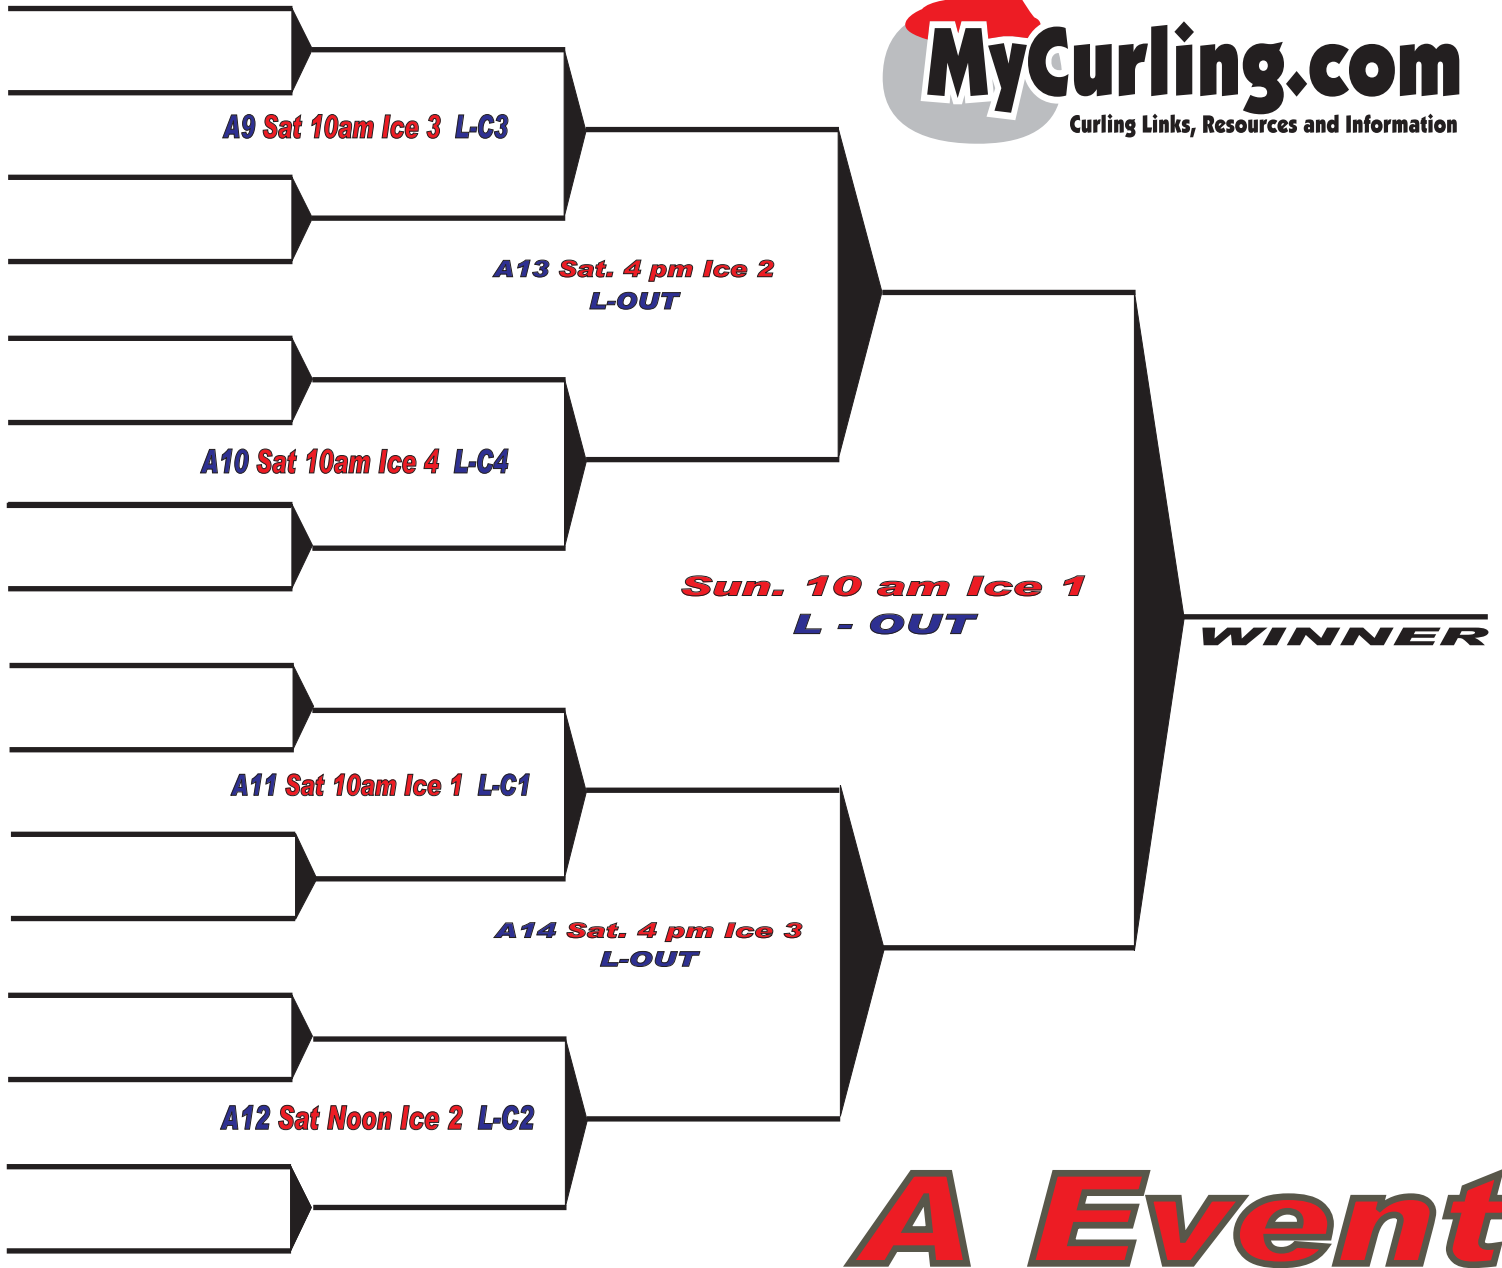 MyCurling.com
Curling Links, Resources and Information
A9 Sat 10am Ice 3 L-C3
A13 Sat. 4 pm Ice 2
L-OUT
A10 Sat 10am Ice 4 L-C4
Sun. 10 am Ice 1
L - OUT
WINNER
A11 Sat 10am Ice 1 L-C1
A14 Sat. 4 pm Ice 3
L-OUT
A12 Sat Noon Ice 2 L-C2
A Event